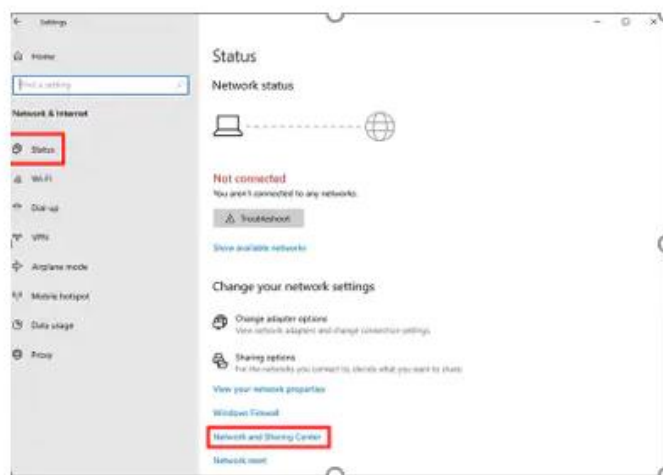 Settings
Home
Find a setting
Network & Internet
Status
Wi-Fi
Dial-up
VPN
Airplane mode
Mobile hotspot
Data usage
Proxy
Status
Network status
Not connected
You aren't connected to any networks.
Troubleshoot
Show available networks
Change your network settings
Change adapter options
View network adapters and change connection settings.
Sharing options
For the networks you connect to, decide what you want to share.
View your network properties
Windows Firewall
Network and Sharing Center
Network reset